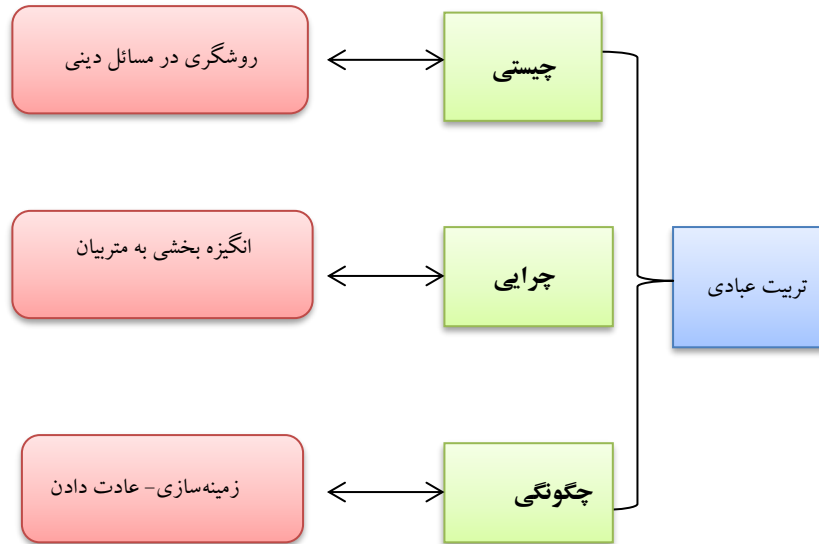 تربیت عبادی
چیستی
روشگری در مسائل دینی
چرایی
انگیزه بخشی به متربیان
چگونگی
زمینه‌سازی- عادت دادن